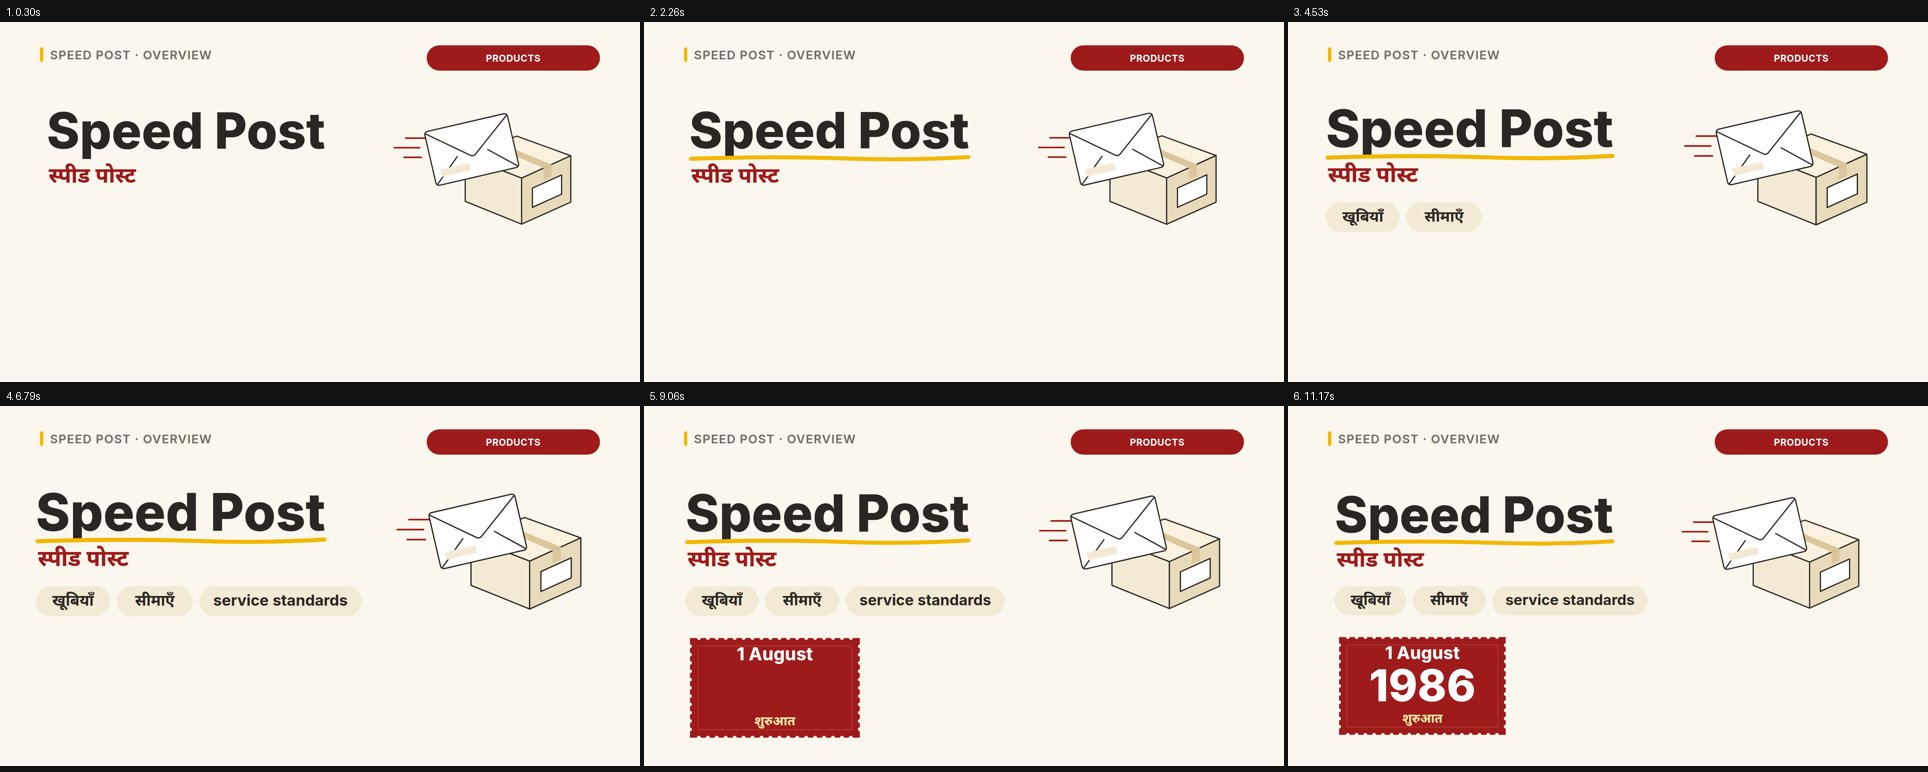 1. 0.30s
SPEED POST · OVERVIEW
PRODUCTS
Speed Post
स्पीड पोस्ट
2. 2.26s
SPEED POST · OVERVIEW
PRODUCTS
Speed Post
स्पीड पोस्ट
3. 4.53s
SPEED POST · OVERVIEW
PRODUCTS
Speed Post
स्पीड पोस्ट
खूबियाँ सीमाएँ
4. 6.79s
SPEED POST · OVERVIEW
PRODUCTS
Speed Post
स्पीड पोस्ट
खूबियाँ सीमाएँ service standards
5. 9.06s
SPEED POST · OVERVIEW
PRODUCTS
Speed Post
स्पीड पोस्ट
खूबियाँ सीमाएँ service standards
1 August
शुरुआत
6. 11.17s
SPEED POST · OVERVIEW
PRODUCTS
Speed Post
स्पीड पोस्ट
खूबियाँ सीमाएँ service standards
1 August
1986
शुरुआत